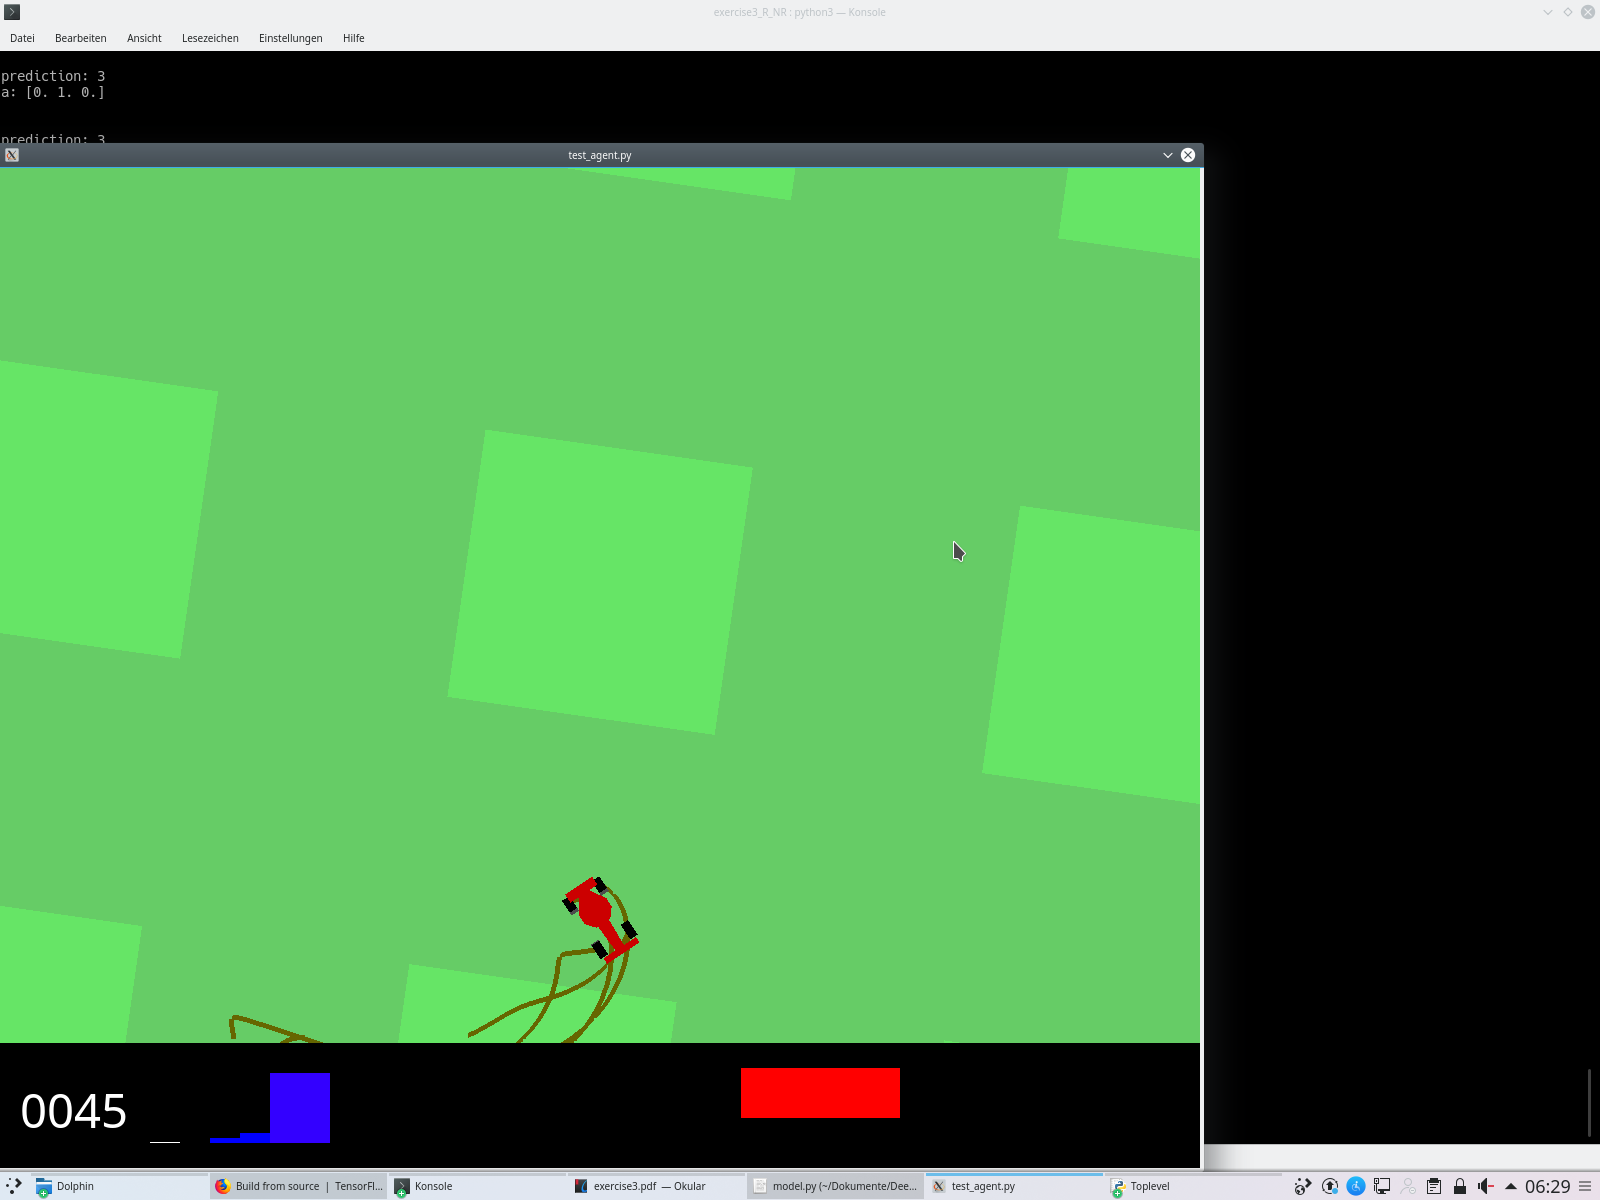 exercise3_R_NR : python3 — Konsole
Datei Bearbeiten Ansicht Lesezeichen Einstellungen Hilfe
prediction: 3
a: [0. 1. 0.]
prediction: 3
test_agent.py
0045
Dolphin Build from source | TensorFl... Konsole exercise3.pdf — Okular model.py (~/Dokumente/Dee... test_agent.py Toplevel 06:29